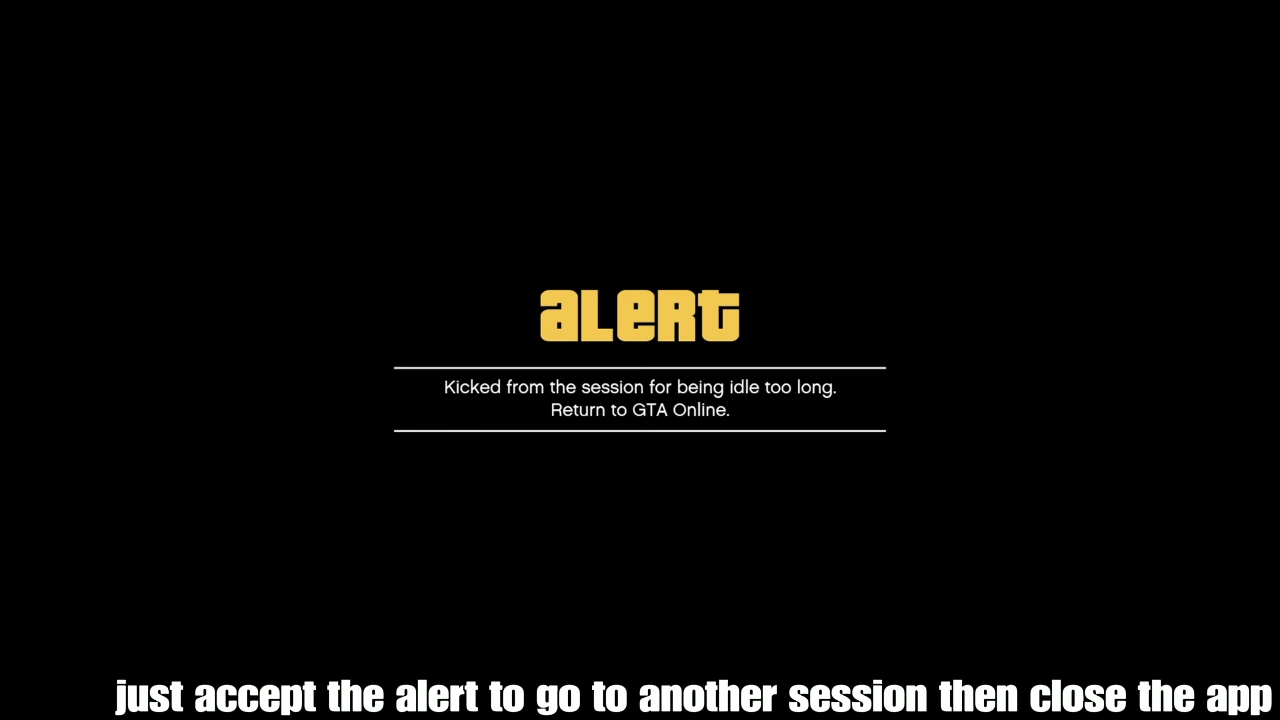 aLeRt
Kicked from the session for being idle too long.
Return to GTA Online.
just accept the alert to go to another session then close the app